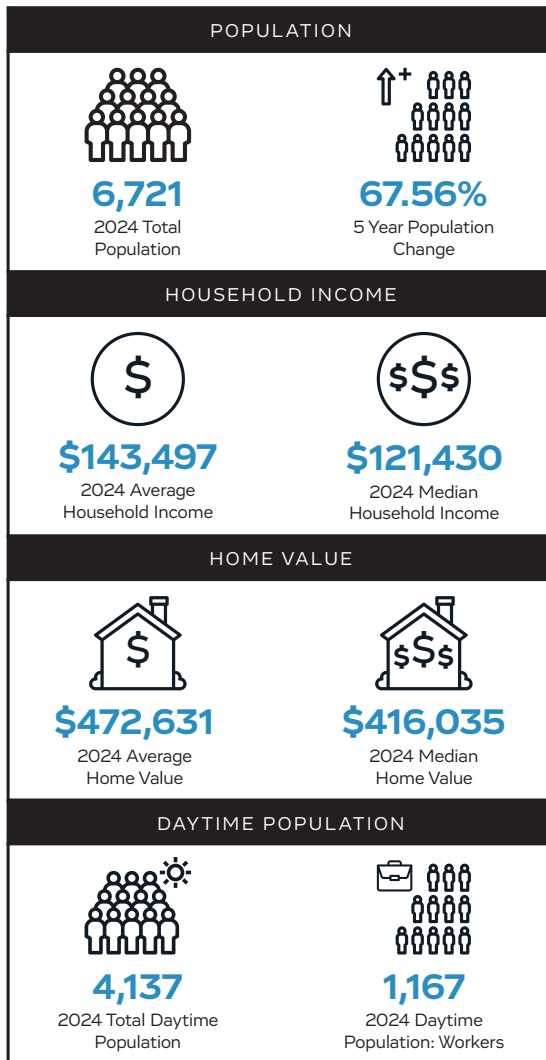 POPULATION
6,721
2024 Total
Population
67.56%
5 Year Population
Change
HOUSEHOLD INCOME
$
$143,497
2024 Average
Household Income
$$$
$121,430
2024 Median
Household Income
HOME VALUE
$
$472,631
2024 Average
Home Value
$$$
$416,035
2024 Median
Home Value
DAYTIME POPULATION
4,137
2024 Total Daytime
Population
1,167
2024 Daytime
Population: Workers